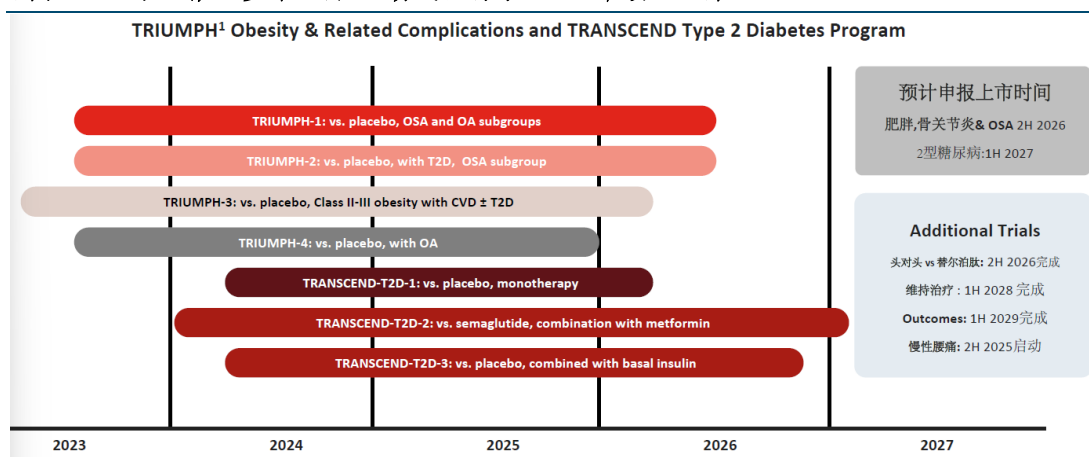 TRIUMPH¹ Obesity & Related Complications and TRANSCEND Type 2 Diabetes Program
TRIUMPH-1: vs. placebo, OSA and OA subgroups
TRIUMPH-2: vs. placebo, with T2D, OSA subgroup
TRIUMPH-3: vs. placebo, Class II-III obesity with CVD ± T2D
TRIUMPH-4: vs. placebo, with OA
TRANSCEND-T2D-1: vs. placebo, monotherapy
TRANSCEND-T2D-2: vs. semaglutide, combination with metformin
TRANSCEND-T2D-3: vs. placebo, combined with basal insulin
2023
2024
2025
2026
2027
预计申报上市时间
肥胖,骨关节炎& OSA 2H 2026
2型糖尿病:1H 2027
Additional Trials
头对头 vs 替尔泊肽: 2H 2026完成
维持治疗 : 1H 2028 完成
Outcomes: 1H 2029完成
慢性腰痛: 2H 2025启动